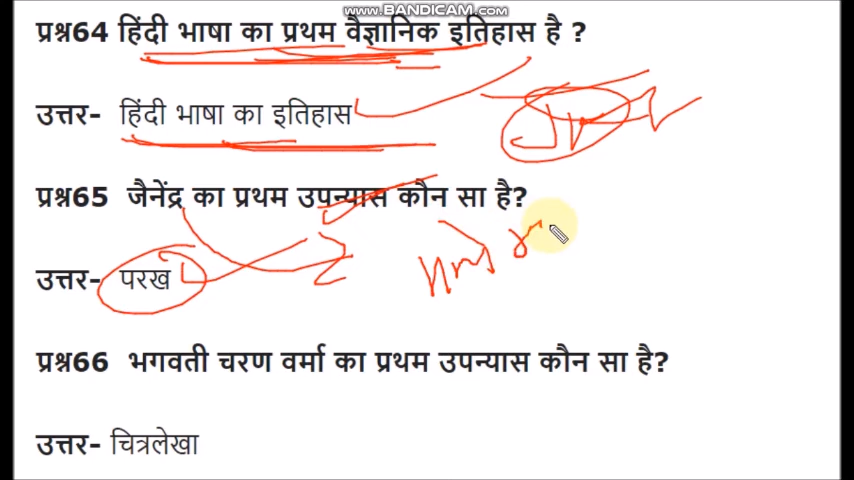 www.BANDICAM.com
प्रश्न64 हिंदी भाषा का प्रथम वैज्ञानिक इतिहास है ?
उत्तर- हिंदी भाषा का इतिहास
प्रश्न65 जैनेंद्र का प्रथम उपन्यास कौन सा है?
उत्तर- परख
प्रश्न66 भगवती चरण वर्मा का प्रथम उपन्यास कौन सा है?
उत्तर- चित्रलेखा